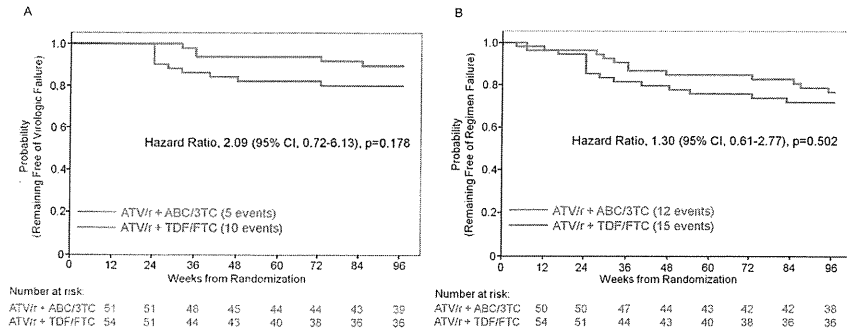 A
Probability
(Remaining Free of Virologic Failure)
1.0
0.8
0.6
0.4
0.2
0
Hazard Ratio, 2.09 (95% CI, 0.72-6.13), p=0.178
ATV/r + ABC/3TC (5 events)
ATV/r + TDF/FTC (10 events)
0 12 24 36 48 60 72 84 96
Weeks from Randomization
Number at risk:
ATV/r + ABC/3TC 51 51 48 45 44 44 43 39
ATV/r + TDF/FTC 54 51 44 43 40 38 36 36
B
Probability
(Remaining Free of Regimen Failure)
1.0
0.8
0.6
0.4
0.2
0
Hazard Ratio, 1.30 (95% CI, 0.61-2.77), p=0.502
ATV/r + ABC/3TC (12 events)
ATV/r + TDF/FTC (15 events)
0 12 24 36 48 60 72 84 96
Weeks from Randomization
Number at risk:
ATV/r + ABC/3TC 50 50 47 44 43 42 42 38
ATV/r + TDF/FTC 54 51 44 43 40 38 36 36